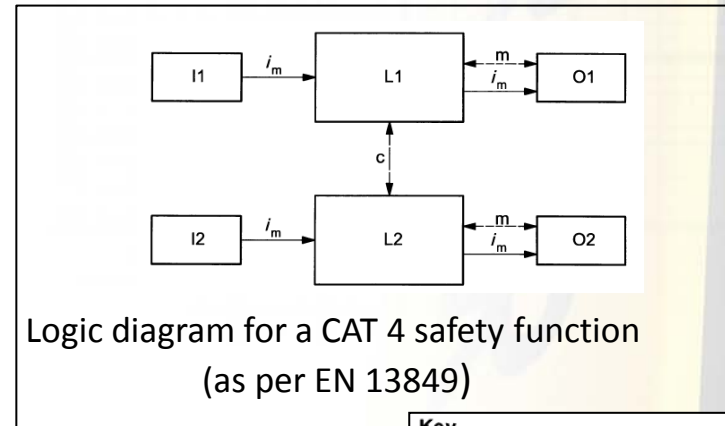 I1 i_m L1 m i_m O1
c
I2 i_m L2 m i_m O2
Logic diagram for a CAT 4 safety function
(as per EN 13849)
Key